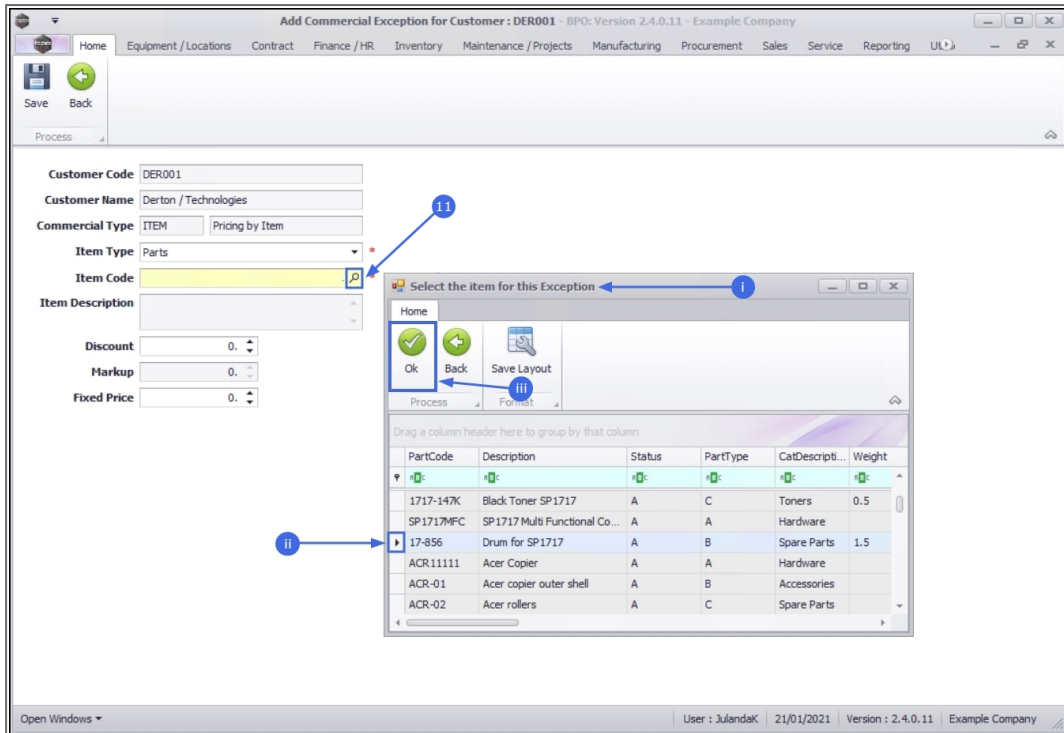 Add Commercial Exception for Customer : DER001 - BPO: Version 2.4.0.11 - Example Company
Home Equipment / Locations Contract Finance / HR Inventory Maintenance / Projects Manufacturing Procurement Sales Service Reporting
Save Back
Process
Customer Code DER001
Customer Name Derton / Technologies
Commercial Type ITEM Pricing by Item
Item Type Parts *
Item Code *
Item Description
Discount 0.
Markup 0.
Fixed Price 0.
11
Select the item for this Exception i
Home
Ok Back Save Layout
iii
Process Format
Drag a column header here to group by that column
PartCode Description Status PartType CatDescripti... Weight
1717-147K Black Toner SP1717 A C Toners 0.5
SP1717MFC SP1717 Multi Functional Co... A A Hardware
ii 17-856 Drum for SP1717 A B Spare Parts 1.5
ACR11111 Acer Copier A A Hardware
ACR-01 Acer copier outer shell A B Accessories
ACR-02 Acer rollers A C Spare Parts
Open Windows User : JulandaK 21/01/2021 Version : 2.4.0.11 Example Company